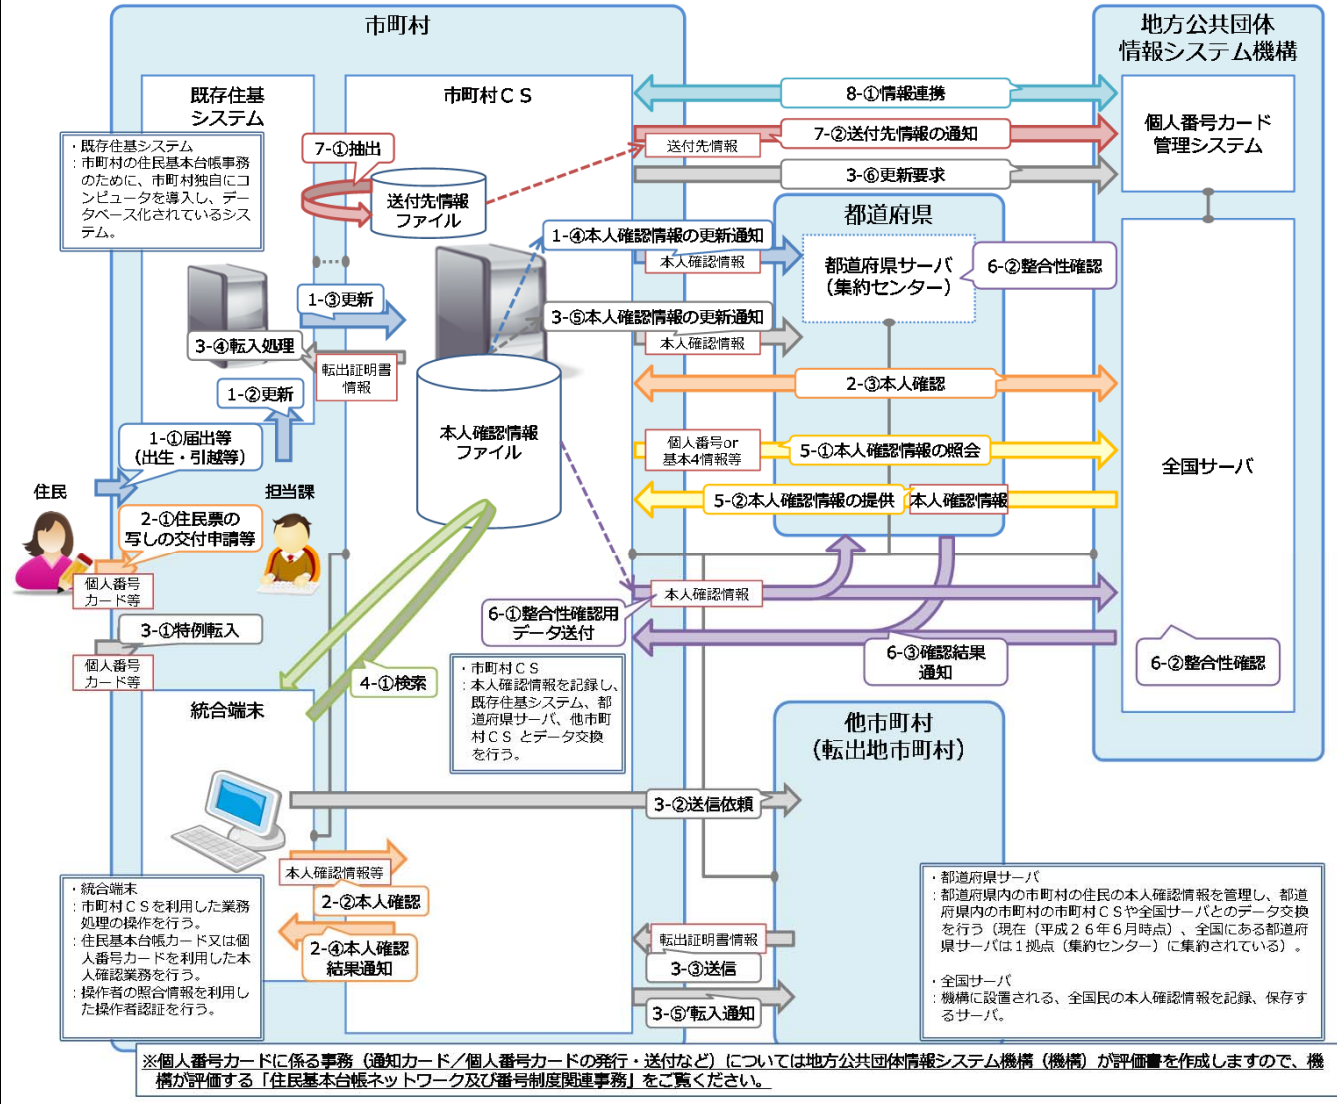 市町村
地方公共団体
情報システム機構
既存住基
システム
市町村ＣＳ
・既存住基システム
：市町村の住民基本台帳事務
のために、市町村独自にコ
ンピュータを導入し、デー
タベース化されているシス
テム。
7-①抽出
送付先情報
ファイル
8-①情報連携
7-②送付先情報の通知
送付先情報
3-⑥更新要求
個人番号カード
管理システム
都道府県
1-④本人確認情報の更新通知
本人確認情報
都道府県サーバ
（集約センター）
6-②整合性確認
1-③更新
3-⑤本人確認情報の更新通知
本人確認情報
3-④転入処理
転出証明書
情報
1-②更新
2-③本人確認
本人確認情報
ファイル
1-①届出等
（出生・引越等）
個人番号or
基本4情報等
5-①本人確認情報の照会
全国サーバ
住民
担当課
5-②本人確認情報の提供
本人確認情報
2-①住民票の
写しの交付申請等
個人番号
カード等
本人確認情報
6-①整合性確認用
データ送付
3-①特例転入
個人番号
カード等
6-③確認結果
通知
6-②整合性確認
4-①検索
・市町村ＣＳ
：本人確認情報を記録し、
既存住基システム、都
道府県サーバ、他市町
村ＣＳとデータ交換
を行う。
統合端末
他市町村
（転出地市町村）
3-②送信依頼
本人確認情報等
2-②本人確認
2-④本人確認
結果通知
・統合端末
：市町村ＣＳを利用した業務
処理の操作を行う。
：住民基本台帳カード又は個
人番号カードを利用した本
人確認業務を行う。
：操作者の照合情報を利用し
た操作者認証を行う。
転出証明書情報
3-③送信
3-⑤’転入通知
・都道府県サーバ
：都道府県内の市町村の住民の本人確認情報を管理し、都道
府県内の市町村の市町村ＣＳや全国サーバとのデータ交換
を行う（現在（平成２６年６月時点）、全国にある都道府
県サーバは１拠点（集約センター）に集約されている）。
・全国サーバ
：機構に設置される、全国民の本人確認情報を記録、保存す
るサーバ。
※個人番号カードに係る事務（通知カード／個人番号カードの発行・送付など）については地方公共団体情報システム機構（機構）が評価書を作成しますので、機
構が評価する「住民基本台帳ネットワーク及び番号制度関連事務」をご覧ください。